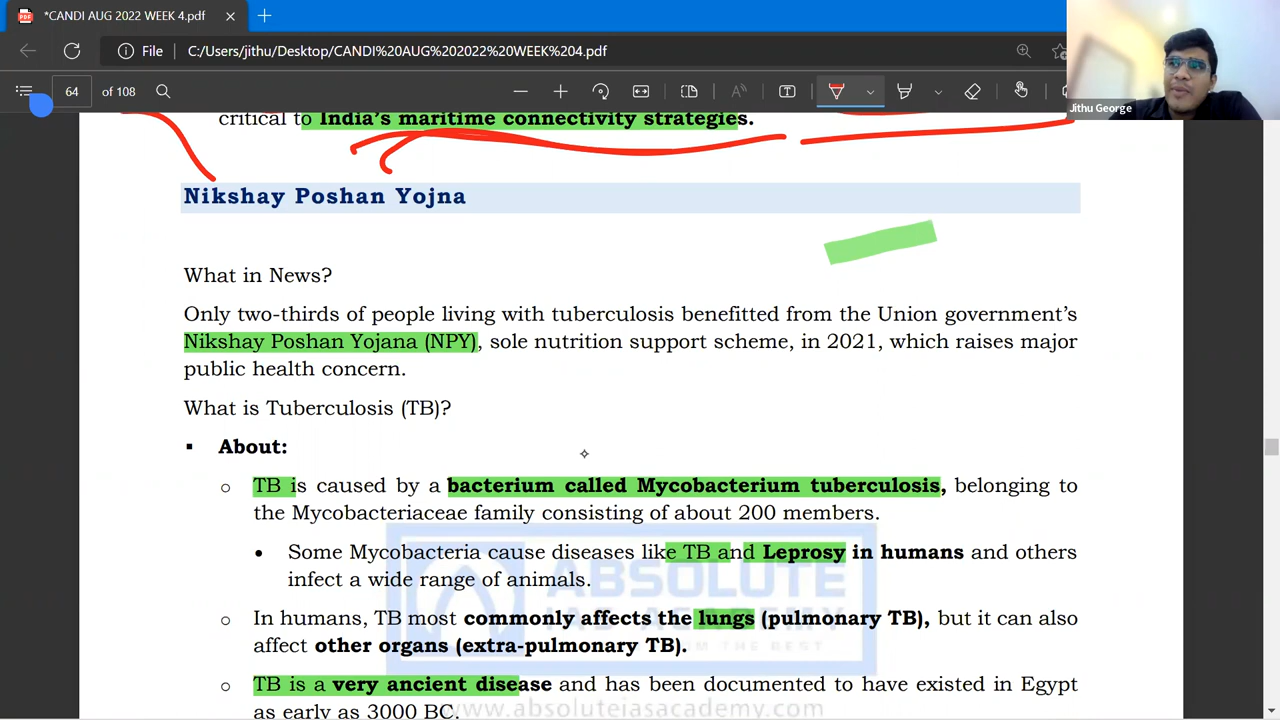 *CANDI AUG 2022 WEEK 4.pdf
File
C:/Users/jithu/Desktop/CANDI%20AUG%202022%20WEEK%204.pdf
64 of 108
Jithu George
critical to India's maritime connectivity strategies.
Nikshay Poshan Yojna
What in News?
Only two-thirds of people living with tuberculosis benefitted from the Union government's
Nikshay Poshan Yojana (NPY), sole nutrition support scheme, in 2021, which raises major
public health concern.
What is Tuberculosis (TB)?
▪ About:
o TB is caused by a bacterium called Mycobacterium tuberculosis, belonging to
the Mycobacteriaceae family consisting of about 200 members.
• Some Mycobacteria cause diseases like TB and Leprosy in humans and others
infect a wide range of animals.
ABSOLUTE
o In humans, TB most commonly affects the lungs (pulmonary TB), but it can also
affect other organs (extra-pulmonary TB).
IAS ACADEMY
o TB is a very ancient disease and has been documented to have existed in Egypt
as early as 3000 BC.
www.absoluteiasacademy.com